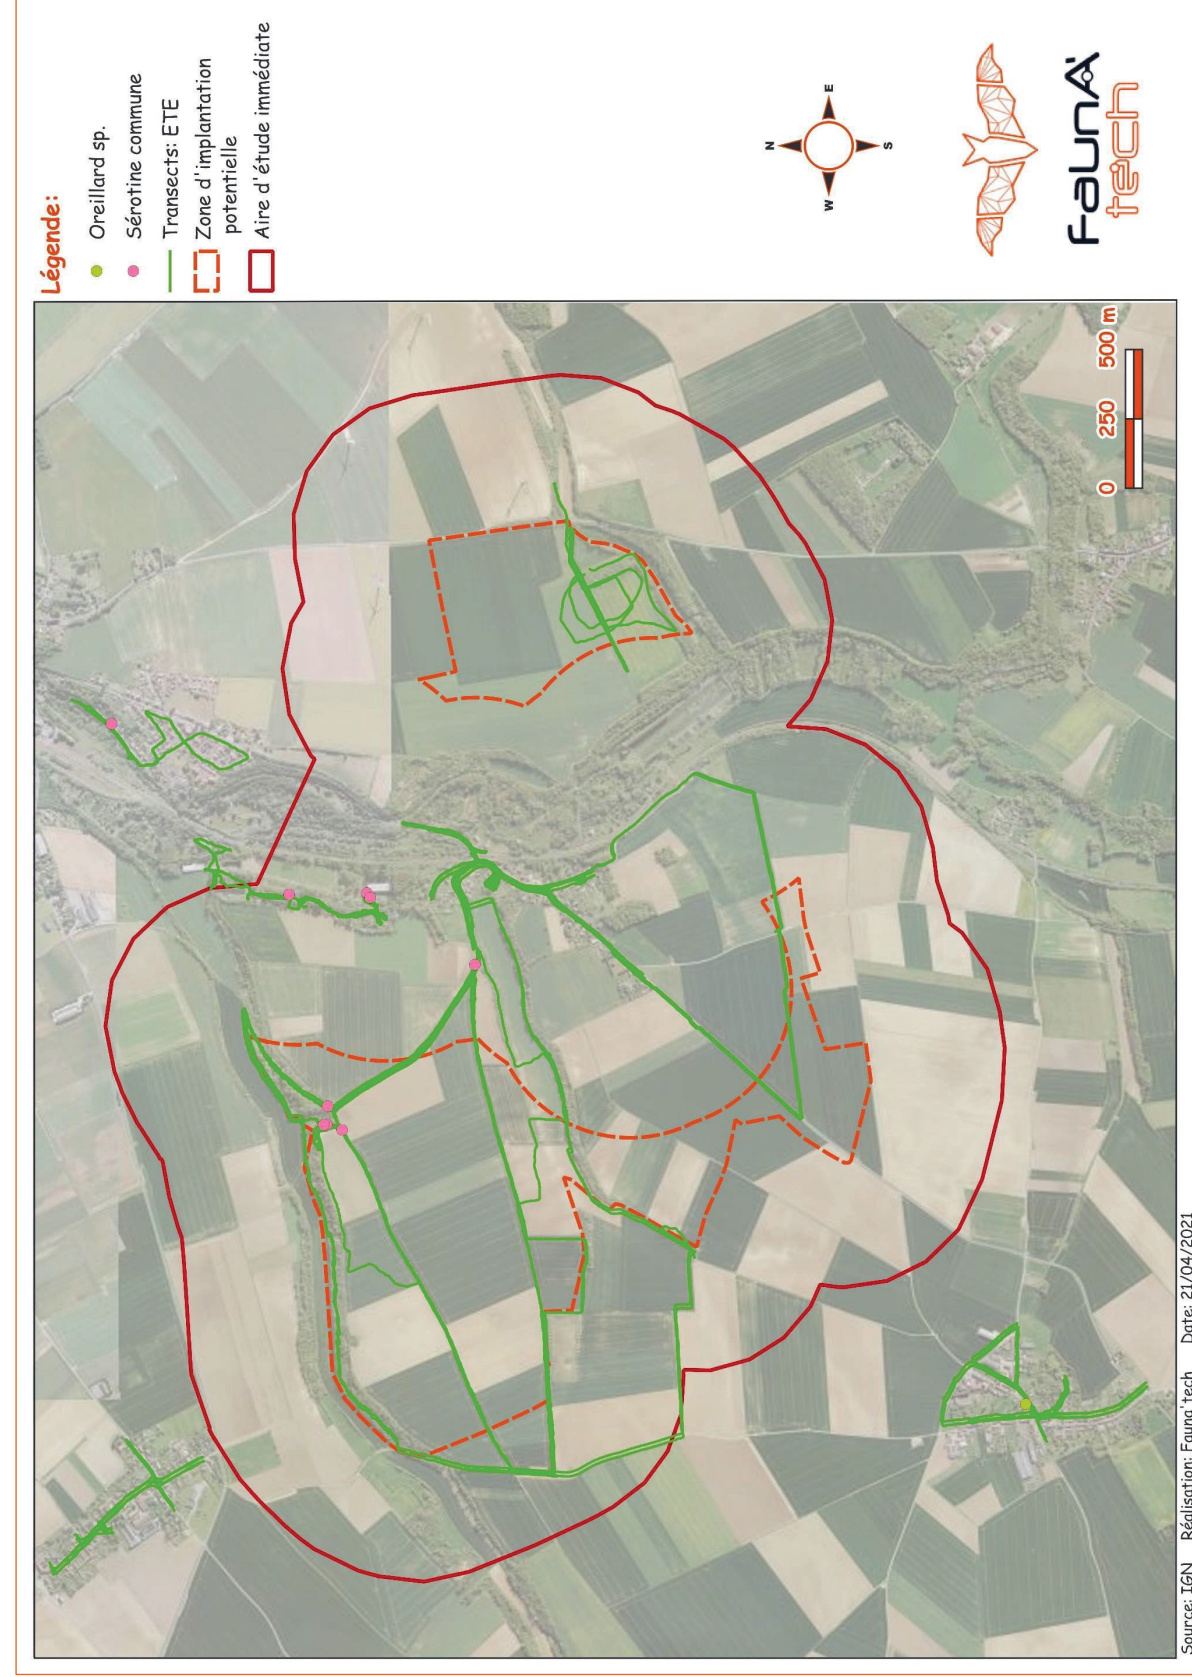 Légende:
Oreillard sp.
Sérotine commune
Transects: ETE
Zone d'implantation
potentielle
Aire d'étude immédiate
N
W
E
S
faunA'
tech
0 250 500 m
Source: IGN Réalisation: Fauna'tech Date: 21/04/2021